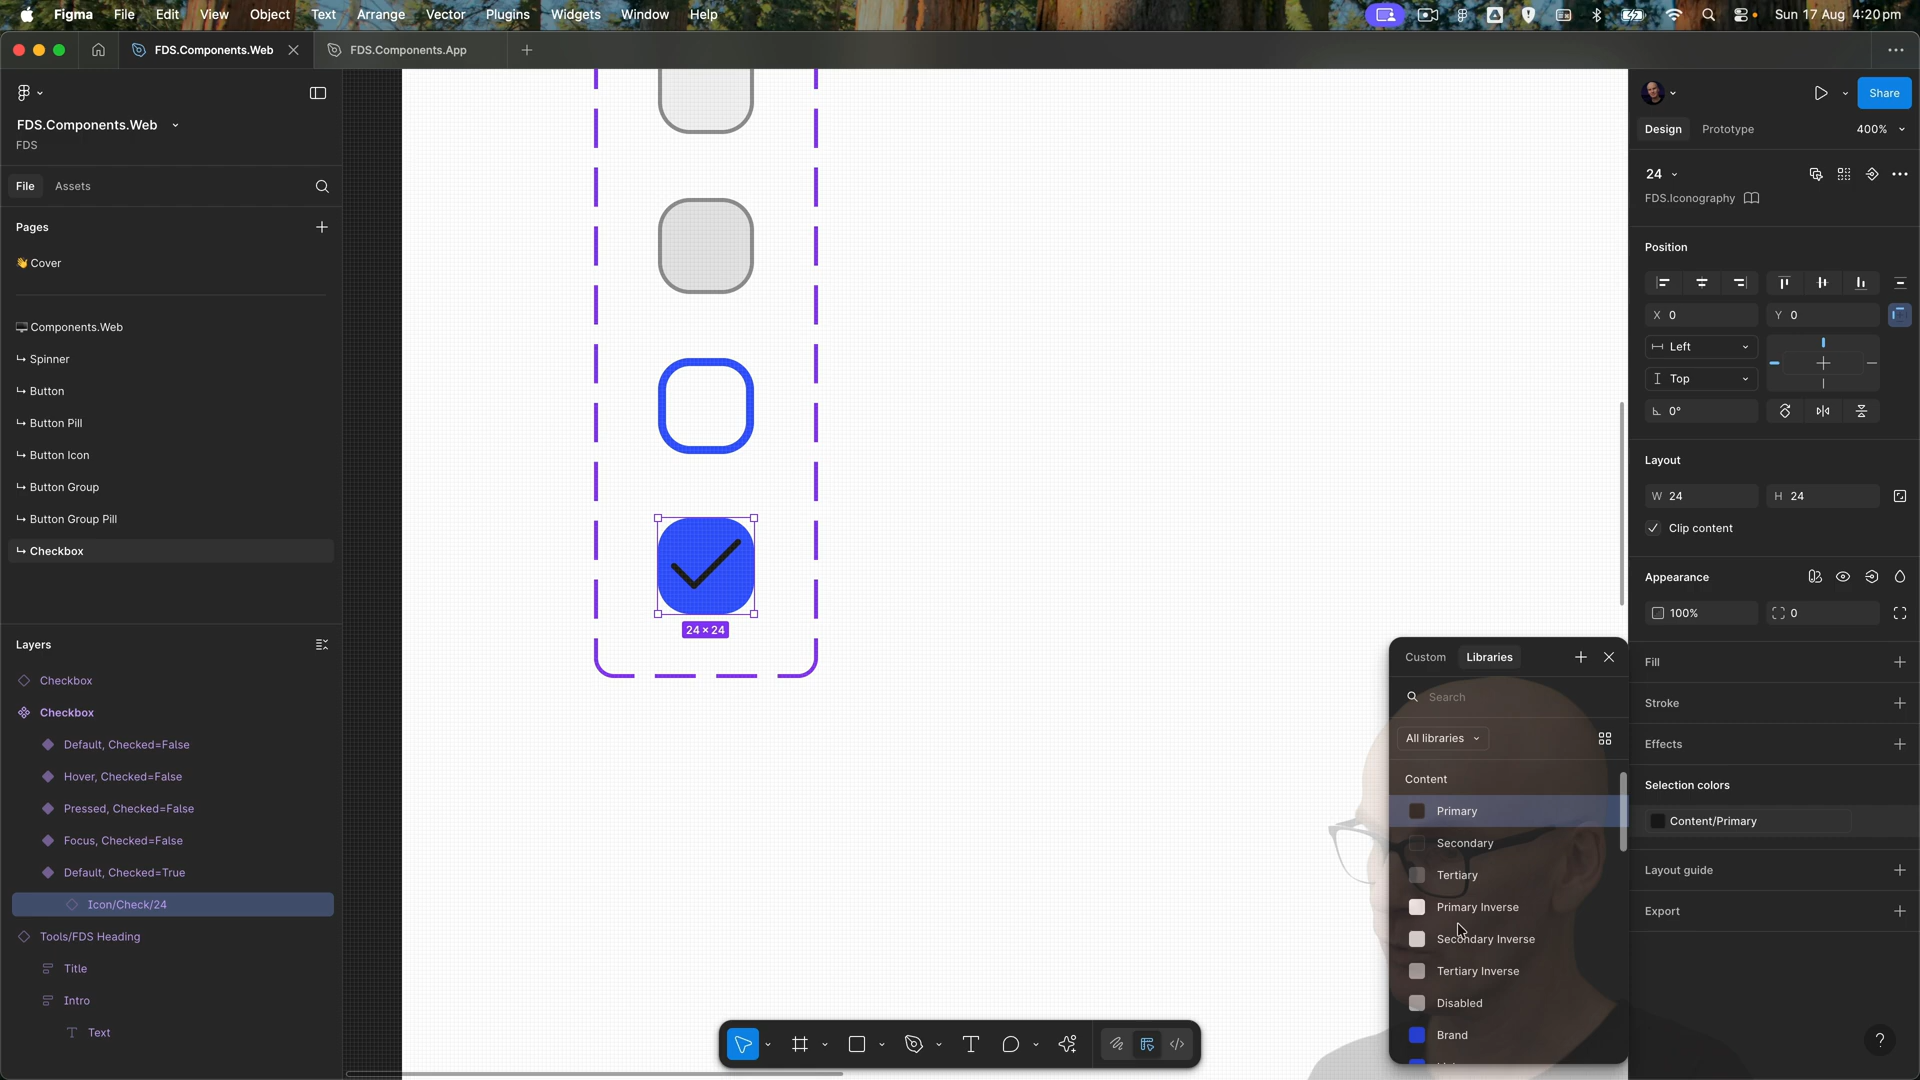 Figma File Edit View Object Text Arrange Vector Plugins Widgets Window Help
Sun 17 Aug 4:20 pm
FDS.Components.Web
FDS.Components.App
FDS.Components.Web
FDS
File
Assets
Pages
👋 Cover
Components.Web
↪ Spinner
↪ Button
↪ Button Pill
↪ Button Icon
↪ Button Group
↪ Button Group Pill
↪ Checkbox
Layers
Checkbox
Checkbox
Default, Checked=False
Hover, Checked=False
Pressed, Checked=False
Focus, Checked=False
Default, Checked=True
Icon/Check/24
Tools/FDS Heading
Title
Intro
Text
24 × 24
Custom
Libraries
Search
All libraries
Content
Primary
Secondary
Tertiary
Primary Inverse
Secondary Inverse
Tertiary Inverse
Disabled
Brand
Share
Design
Prototype
400%
24
FDS.Iconography
Position
X 0
Y 0
Left
Top
0°
Layout
W 24
H 24
Clip content
Appearance
100%
0
Fill
Stroke
Effects
Selection colors
Content/Primary
Layout guide
Export
?